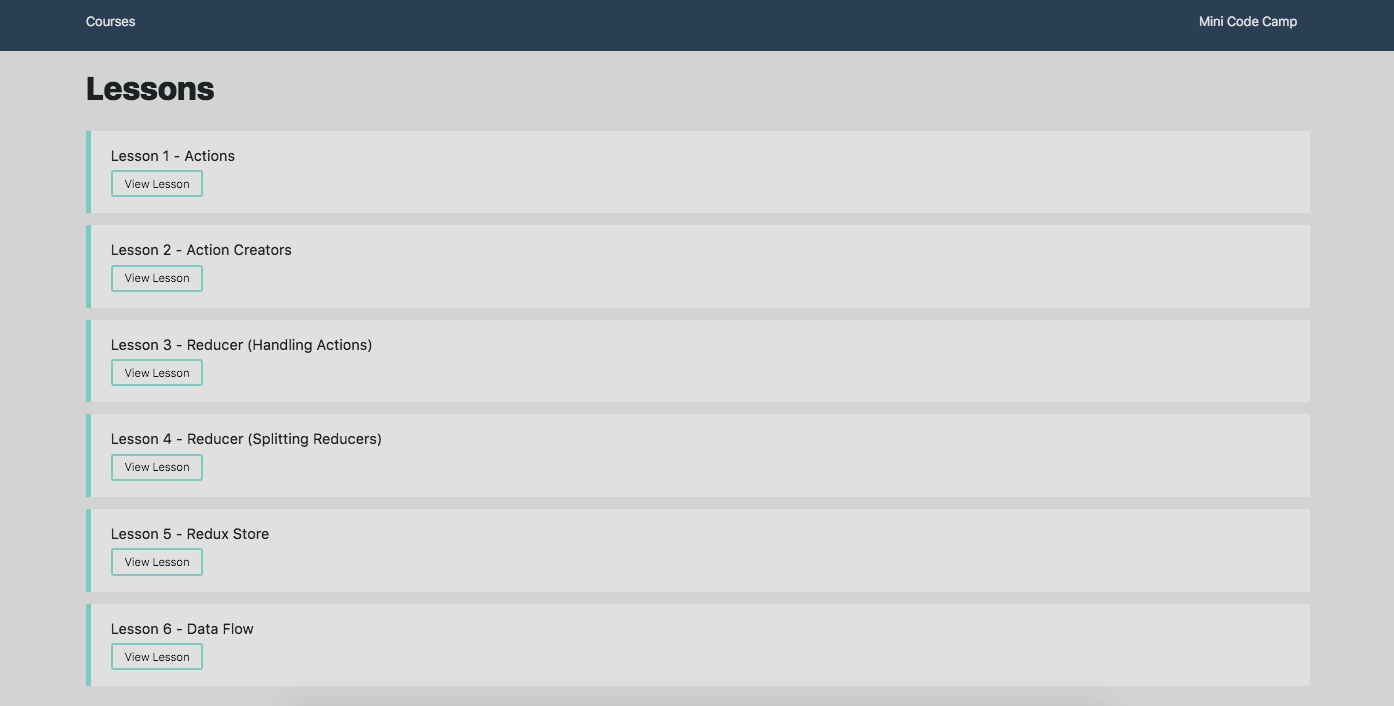 Courses
Mini Code Camp
Lessons
Lesson 1 - Actions
View Lesson
Lesson 2 - Action Creators
View Lesson
Lesson 3 - Reducer (Handling Actions)
View Lesson
Lesson 4 - Reducer (Splitting Reducers)
View Lesson
Lesson 5 - Redux Store
View Lesson
Lesson 6 - Data Flow
View Lesson